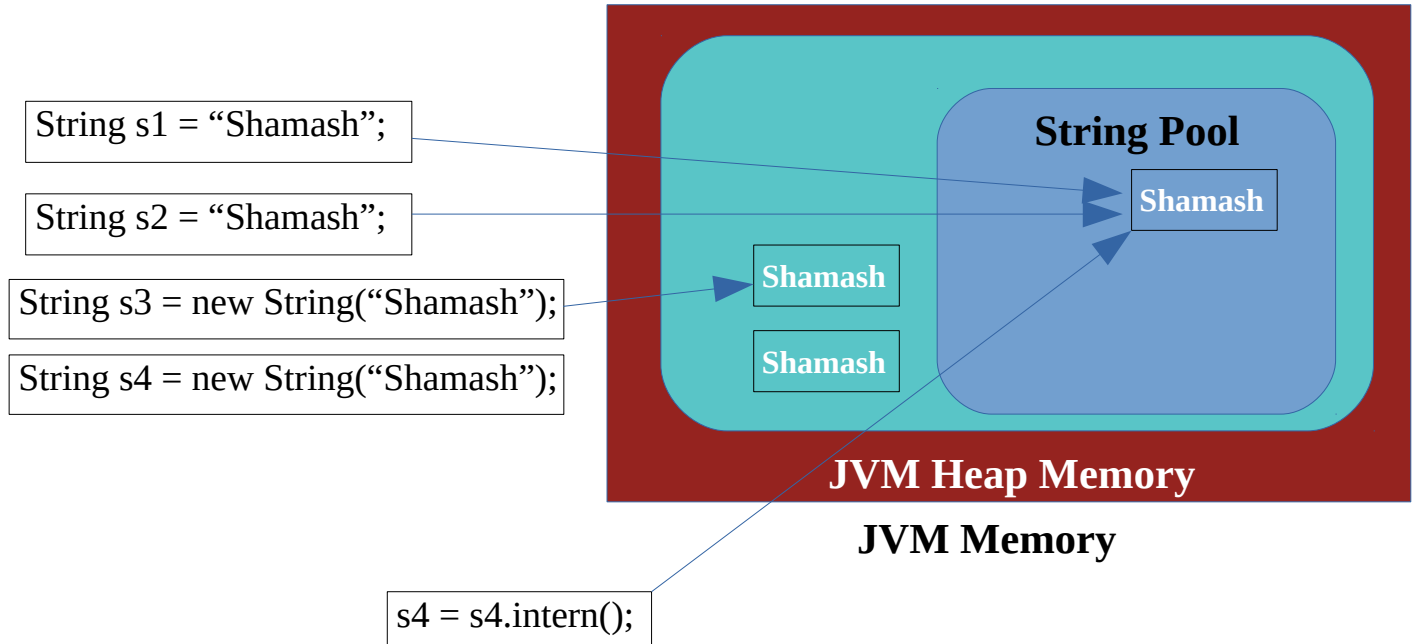 String s1 = “Shamash”;
String s2 = “Shamash”;
String s3 = new String(“Shamash”);
String s4 = new String(“Shamash”);
String Pool
Shamash
Shamash
Shamash
JVM Heap Memory
JVM Memory
s4 = s4.intern();